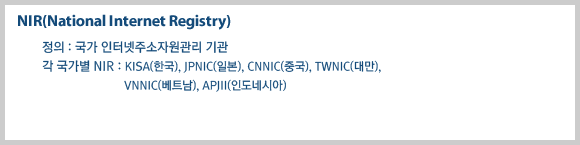 NIR(National Internet Registry)
정의 : 국가 인터넷주소자원관리 기관
각 국가별 NIR : KISA(한국), JPNIC(일본), CNNIC(중국), TWNIC(대만),
VNNIC(베트남), APJII(인도네시아)